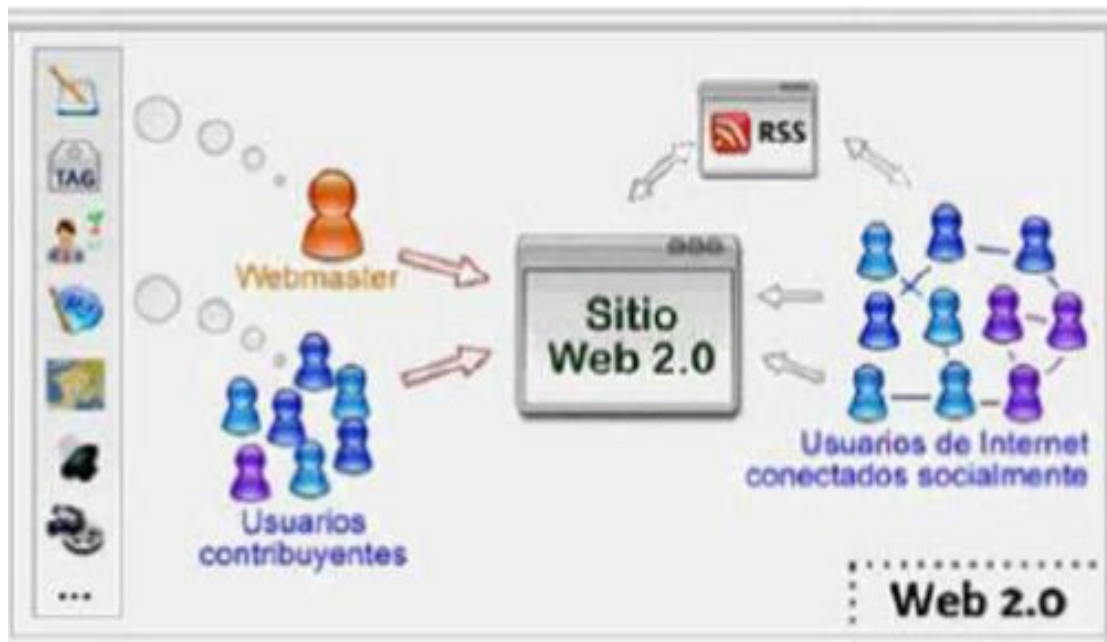 TAG
RSS
Webmaster
Sitio
Web 2.0
Usuarios
contribuyentes
Usuarios de Internet
conectados socialmente
...
Web 2.0